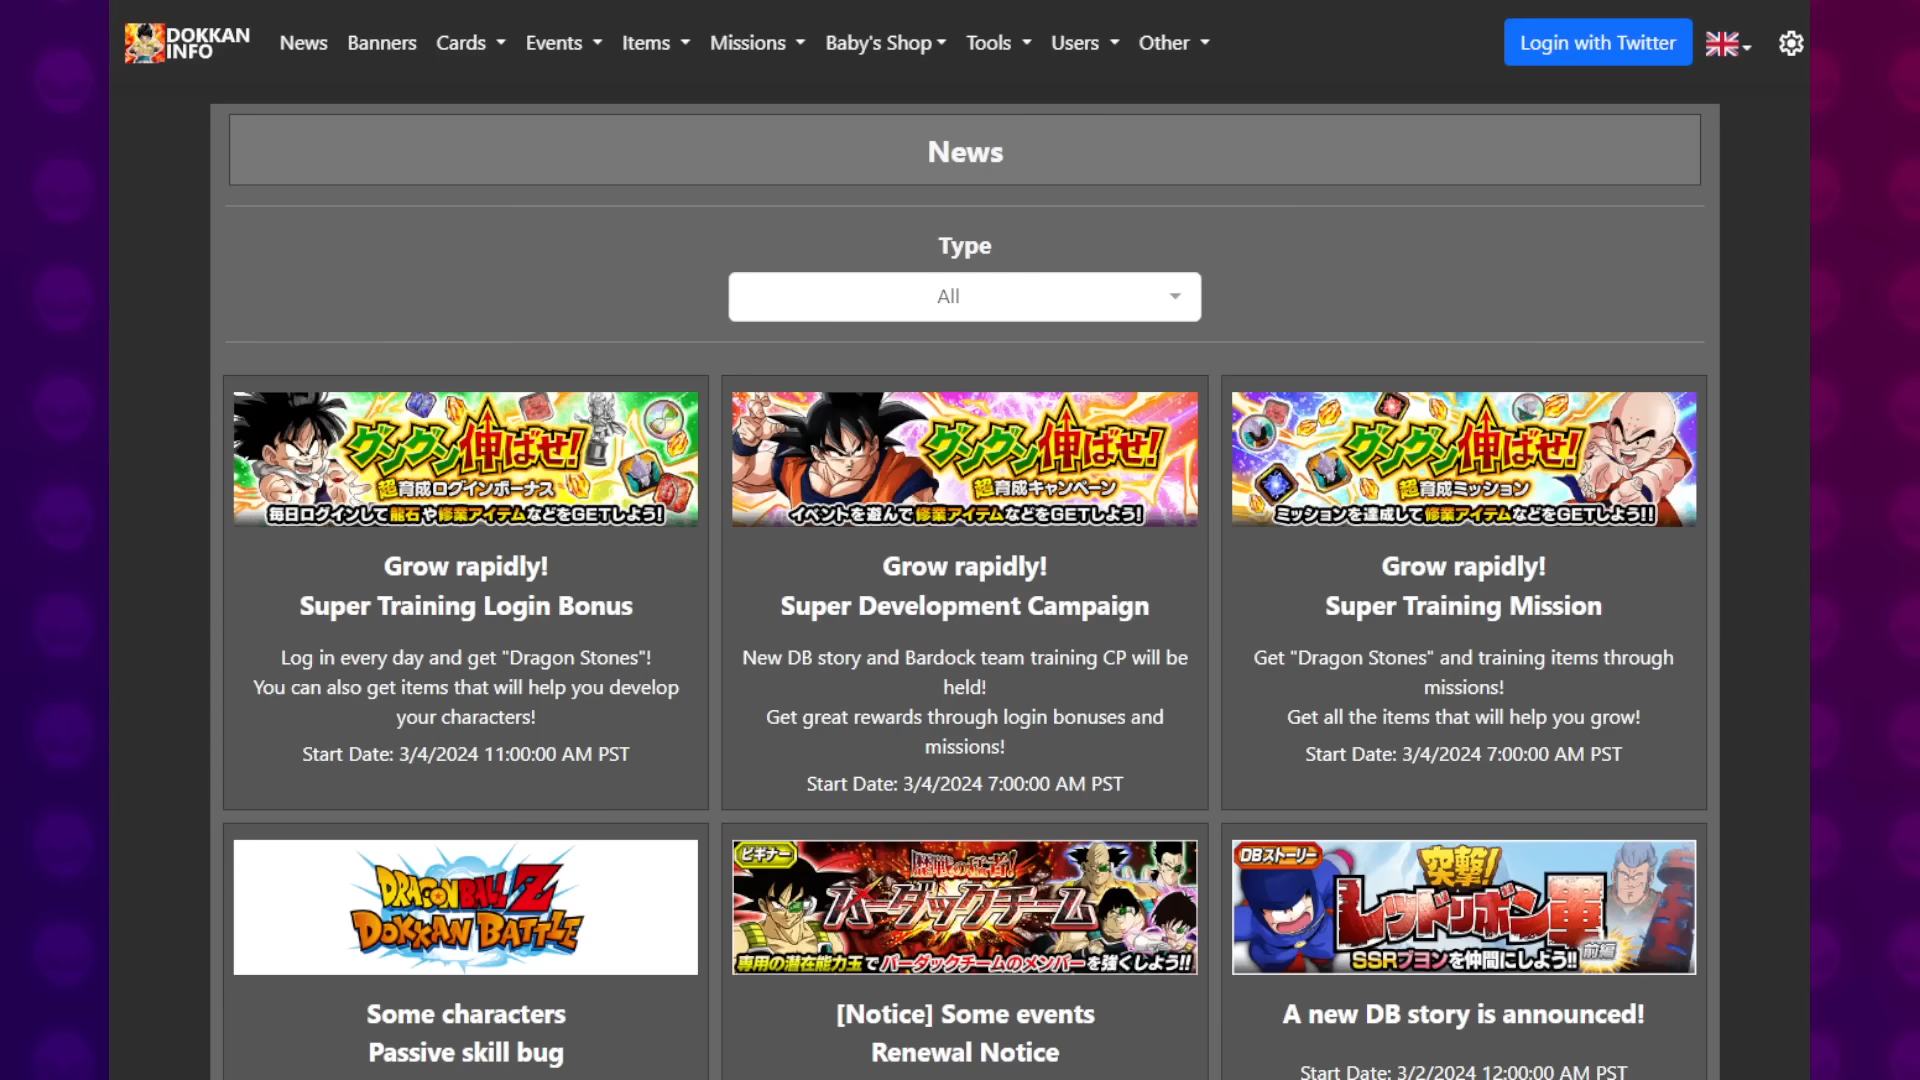 DOKKAN
INFO
News
Banners
Cards
Events
Items
Missions
Baby's Shop
Tools
Users
Other
Login with Twitter
News
Type
All
グングン伸ばせ!
超育成ログインボーナス
毎日ログインして龍石や修業アイテムなどをGETしよう!
Grow rapidly!
Super Training Login Bonus
Log in every day and get "Dragon Stones"!
You can also get items that will help you develop
your characters!
Start Date: 3/4/2024 11:00:00 AM PST
グングン伸ばせ!
超育成キャンペーン
イベントを遊んで修業アイテムなどをGETしよう!
Grow rapidly!
Super Development Campaign
New DB story and Bardock team training CP will be
held!
Get great rewards through login bonuses and
missions!
Start Date: 3/4/2024 7:00:00 AM PST
グングン伸ばせ!
超育成ミッション
ミッションを達成して修業アイテムなどをGETしよう!!
Grow rapidly!
Super Training Mission
Get "Dragon Stones" and training items through
missions!
Get all the items that will help you grow!
Start Date: 3/4/2024 7:00:00 AM PST
DRAGONBALL Z
DOKKAN BATTLE
Some characters
Passive skill bug
ビギナー
歴戦の猛者!
バーダックチーム
専用の潜在能力玉でバーダックチームのメンバーを強くしよう!!
[Notice] Some events
Renewal Notice
DBストーリー
突撃!
レッドリボン軍
前編
SSRブヨンを仲間にしよう!!
A new DB story is announced!
Start Date: 3/2/2024 12:00:00 AM PST